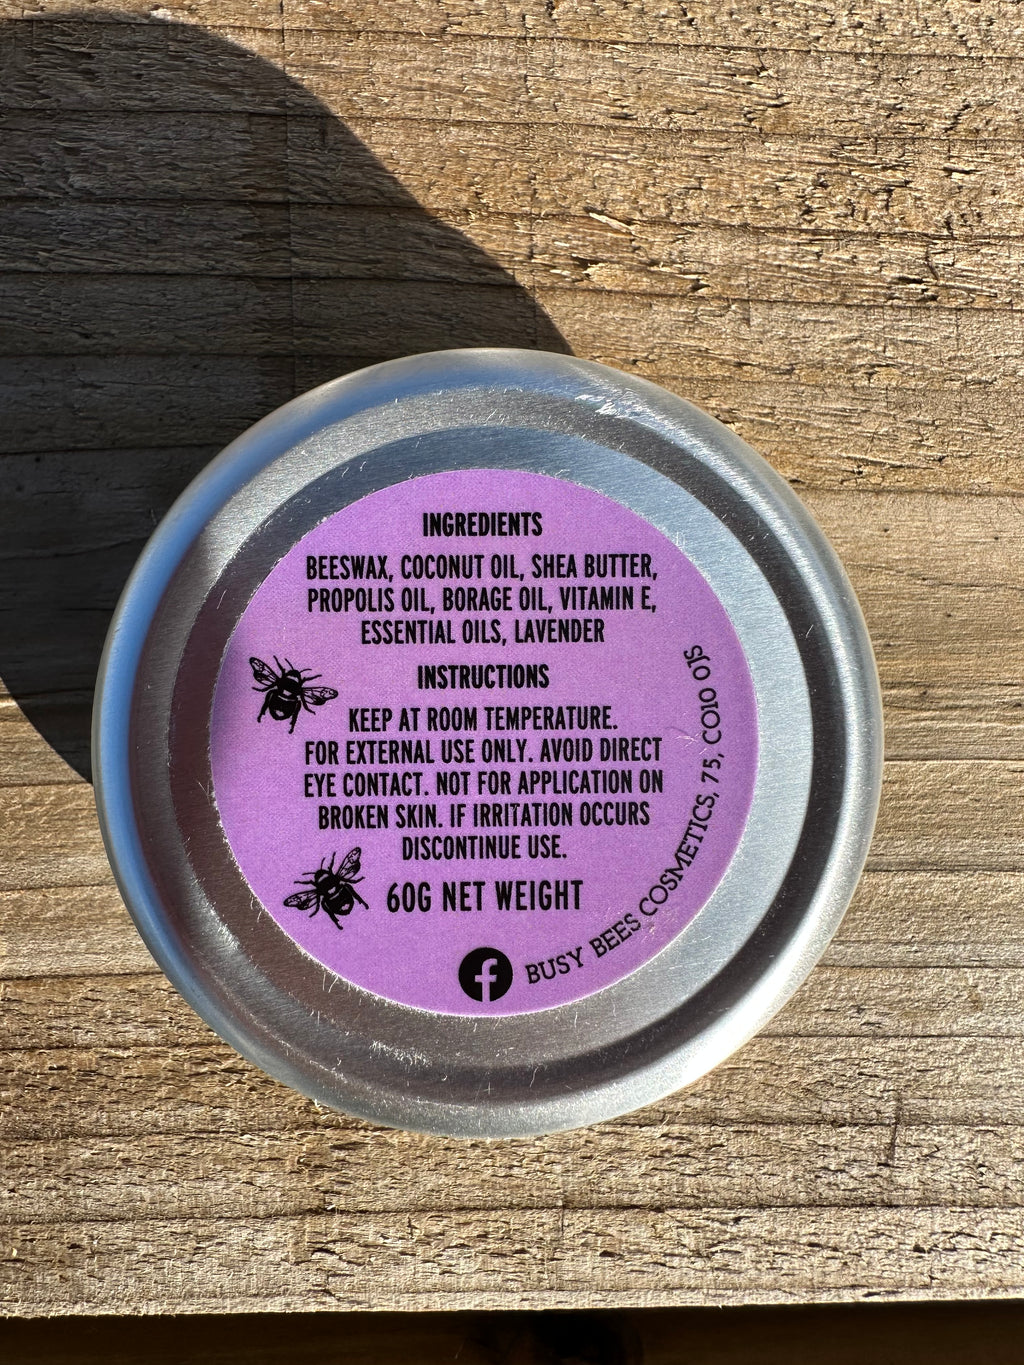 INGREDIENTS
BEESWAX, COCONUT OIL, SHEA BUTTER,
PROPOLIS OIL, BORAGE OIL, VITAMIN E,
ESSENTIAL OILS, LAVENDER
INSTRUCTIONS
KEEP AT ROOM TEMPERATURE.
FOR EXTERNAL USE ONLY. AVOID DIRECT
EYE CONTACT. NOT FOR APPLICATION ON
BROKEN SKIN. IF IRRITATION OCCURS
DISCONTINUE USE.
60G NET WEIGHT
BUSY BEES COSMETICS, 75, CO10 0JS